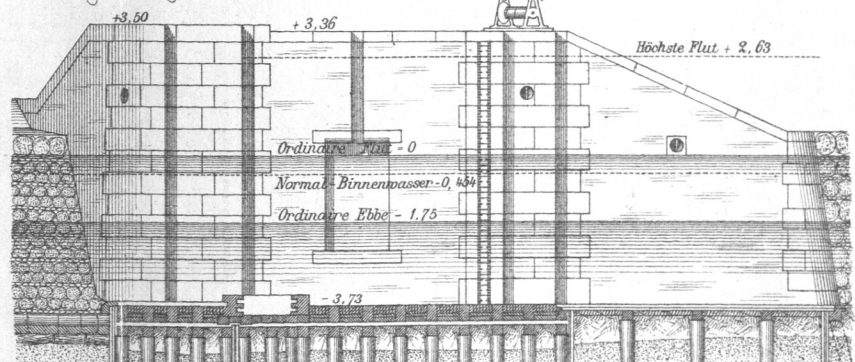 +3,50
+ 3,36
Höchste Flut + 2,63
Ordinaire Flut = 0
Normal-Binnenwasser-0,454
Ordinaire Ebbe - 1,75
- 3,73